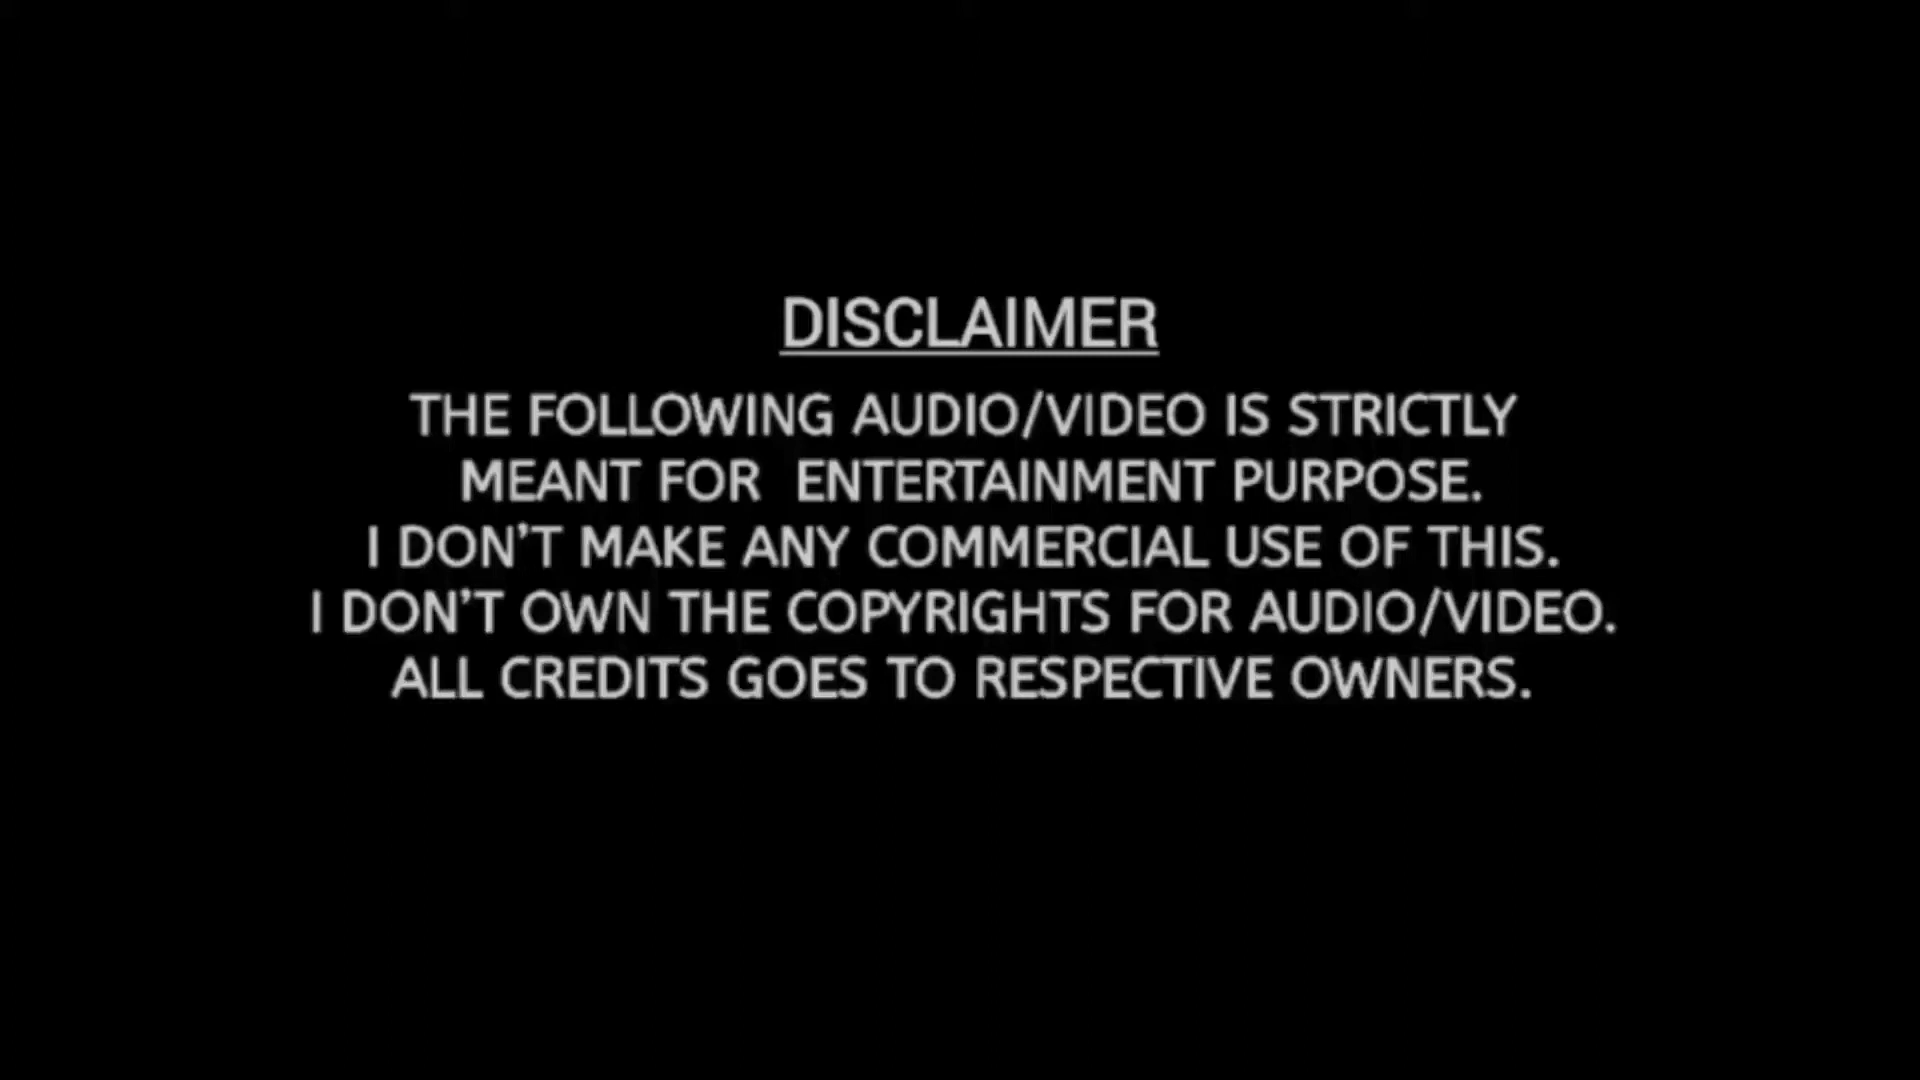 DISCLAIMER
THE FOLLOWING AUDIO/VIDEO IS STRICTLY
MEANT FOR  ENTERTAINMENT PURPOSE.
I DON’T MAKE ANY COMMERCIAL USE OF THIS.
I DON’T OWN THE COPYRIGHTS FOR AUDIO/VIDEO.
ALL CREDITS GOES TO RESPECTIVE OWNERS.